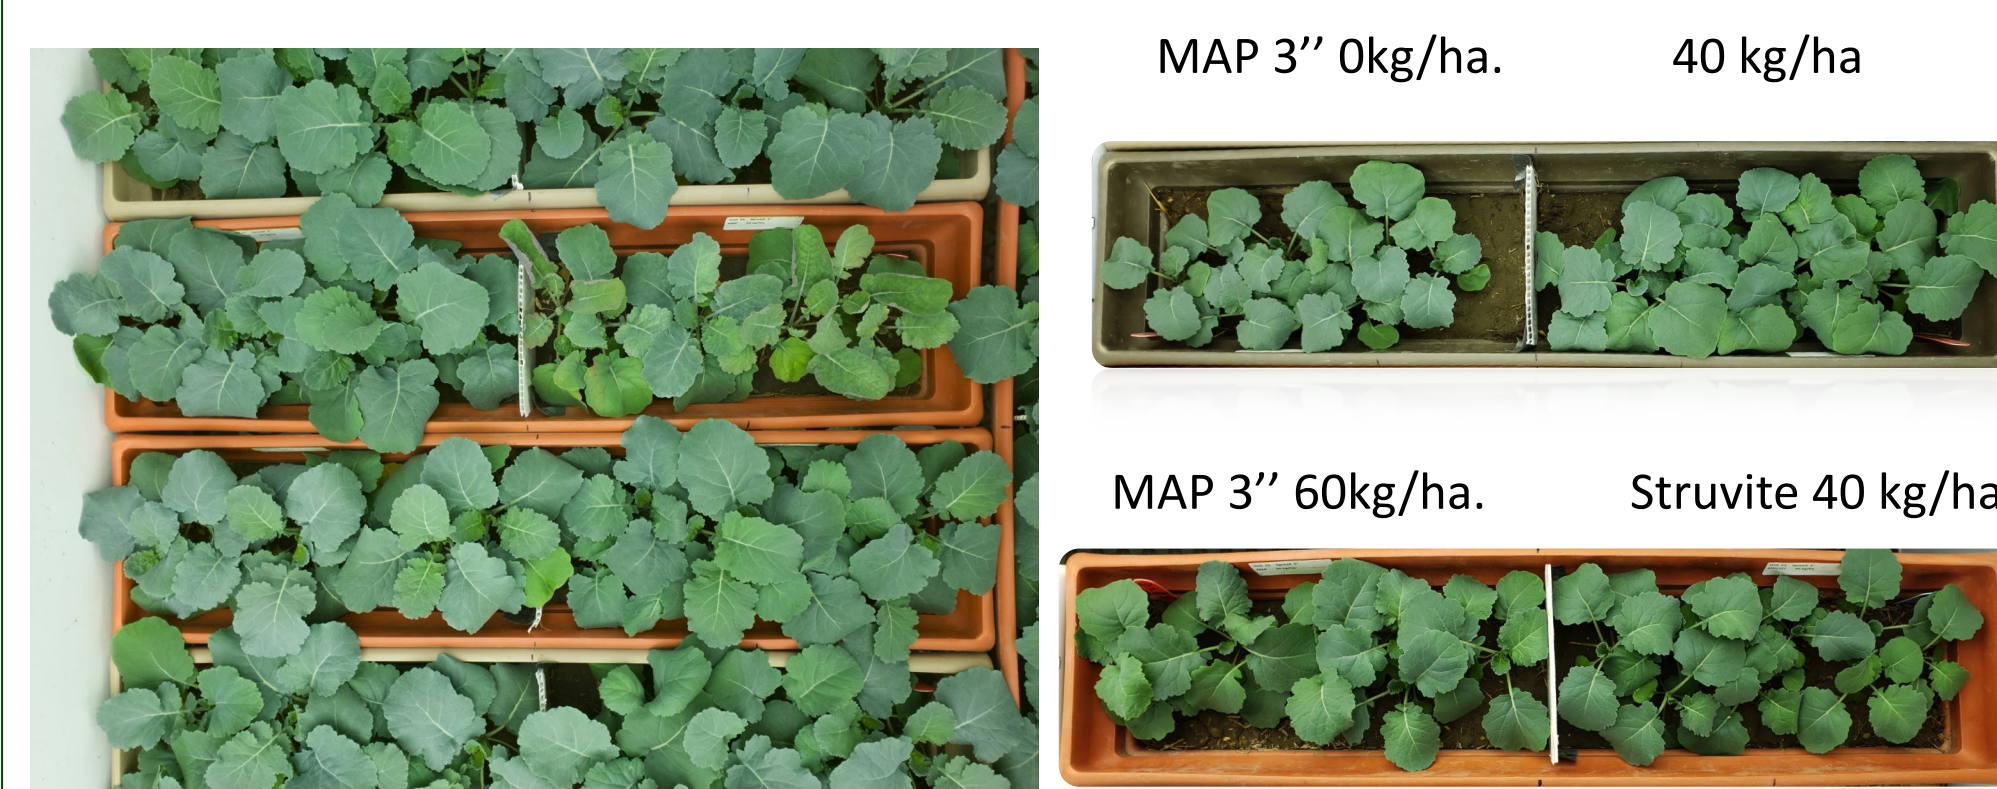 MAP 3’’ 0kg/ha.
40 kg/ha
MAP 3’’ 60kg/ha.
Struvite 40 kg/ha